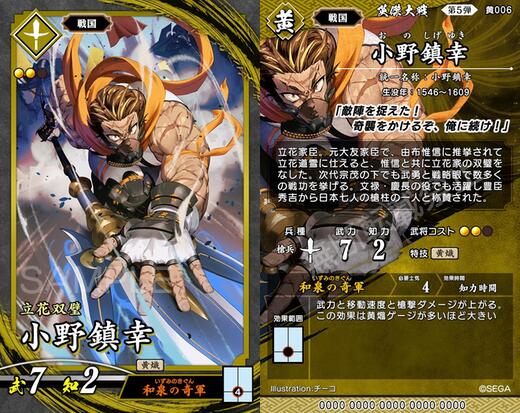 戦国
立花双璧
小野鎮幸
黄熾
武7 知2
いずみのきぐん
和泉の奇軍
4
黄
戦国
英傑大戦
第5弾
黄006
おの しげゆき
小野鎮幸
統一名称:小野鎮幸
生没年:1546~1609
「敵陣を捉えた!
奇襲をかけるぞ、俺に続け!」
立花家臣。元大友家臣で、由布惟信に推挙されて
立花道雪に仕えると、惟信と共に立花家の双璧を
なした。次代宗茂の下でも武勇と戦略眼で数多く
の戦功を挙げる。文禄・慶長の役でも活躍し豊臣
秀吉から日本七人の槍柱の一人と称賛された。
兵種 武力 知力 武将コスト
槍兵 7 2
特技 黄熾
いずみのきぐん 必要士気 効果時間
和泉の奇軍 4 知力時間
効果範囲
武力と移動速度と槍撃ダメージが上がる。
この効果は黄熾ゲージが多いほど大きい
Illustration:チーコ
©SEGA
0000 0000 0000 0000 0000
SAMPLE